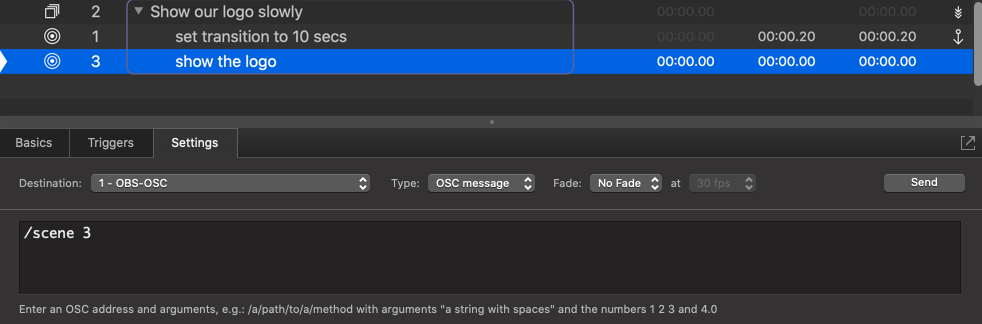 2 Show our logo slowly 00:00.00 00:00.00
1 set transition to 10 secs 00:00.00 00:00.20 00:00.20
3 show the logo 00:00.00 00:00.00 00:00.00
Basics Triggers Settings
Destination: 1 - OBS-OSC Type: OSC message Fade: No Fade at 30 fps Send
/scene 3
Enter an OSC address and arguments, e.g.: /a/path/to/a/method with arguments "a string with spaces" and the numbers 1 2 3 and 4.0